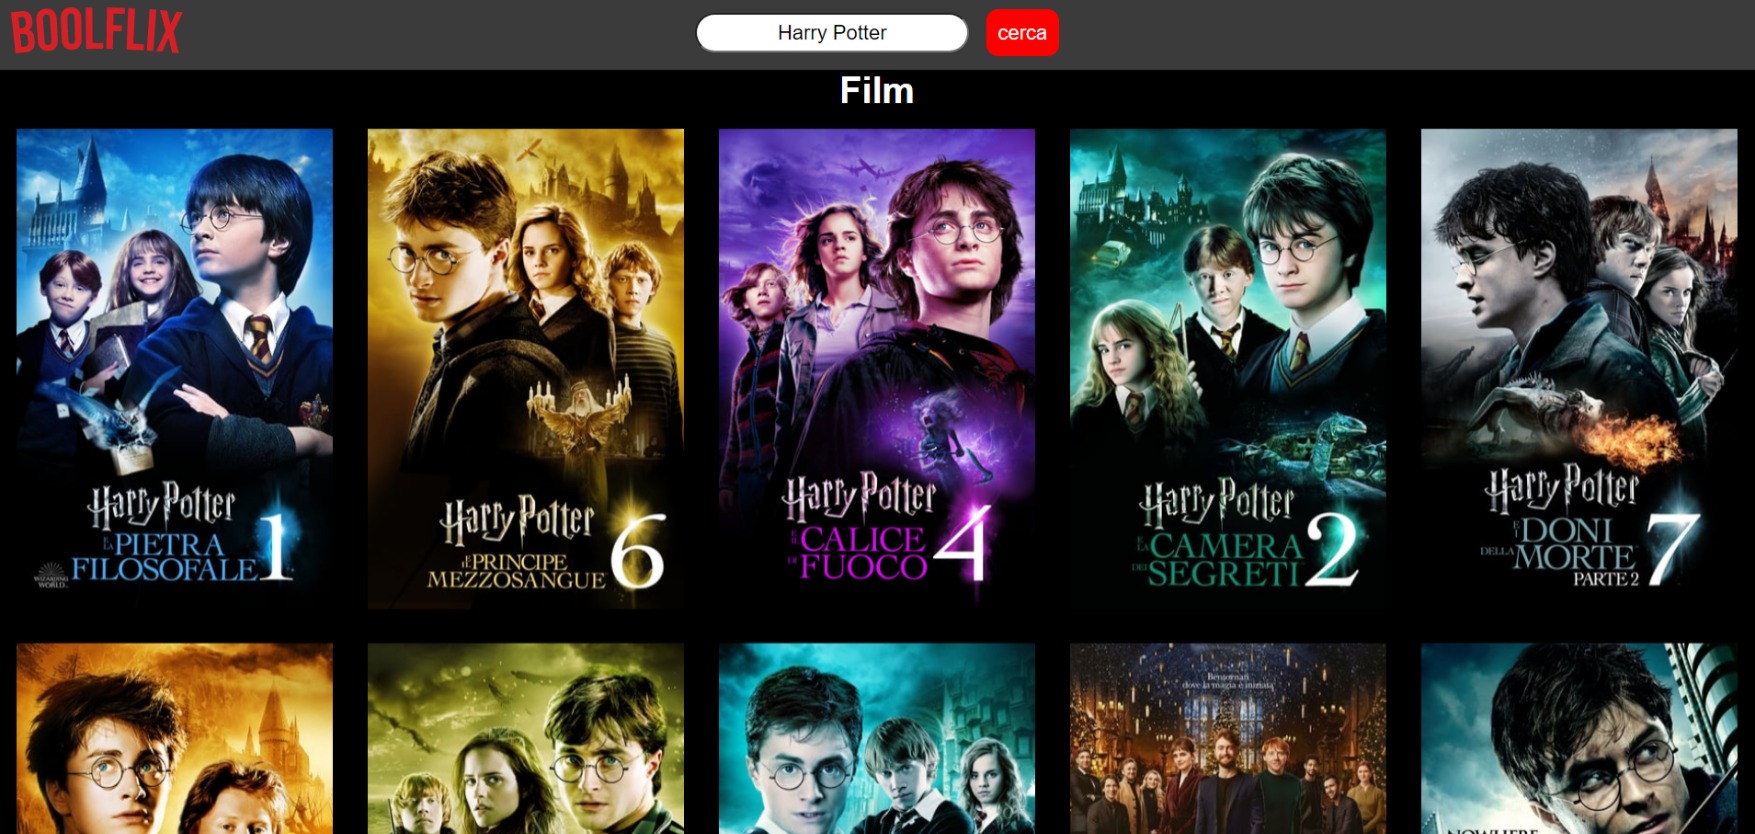 BOOLFLIX
Harry Potter
cerca
Film
Harry Potter
E LA PIETRA
FILOSOFALE 1
WIZARDING
WORLD
Harry Potter
E IL PRINCIPE
MEZZOSANGUE 6
Harry Potter
E IL CALICE
DI FUOCO 4
Harry Potter
E LA CAMERA
DEI SEGRETI 2
Harry Potter
E I DONI
DELLA MORTE 7
PARTE 2
Bentornati
dove la magia è iniziata
NOWHERE